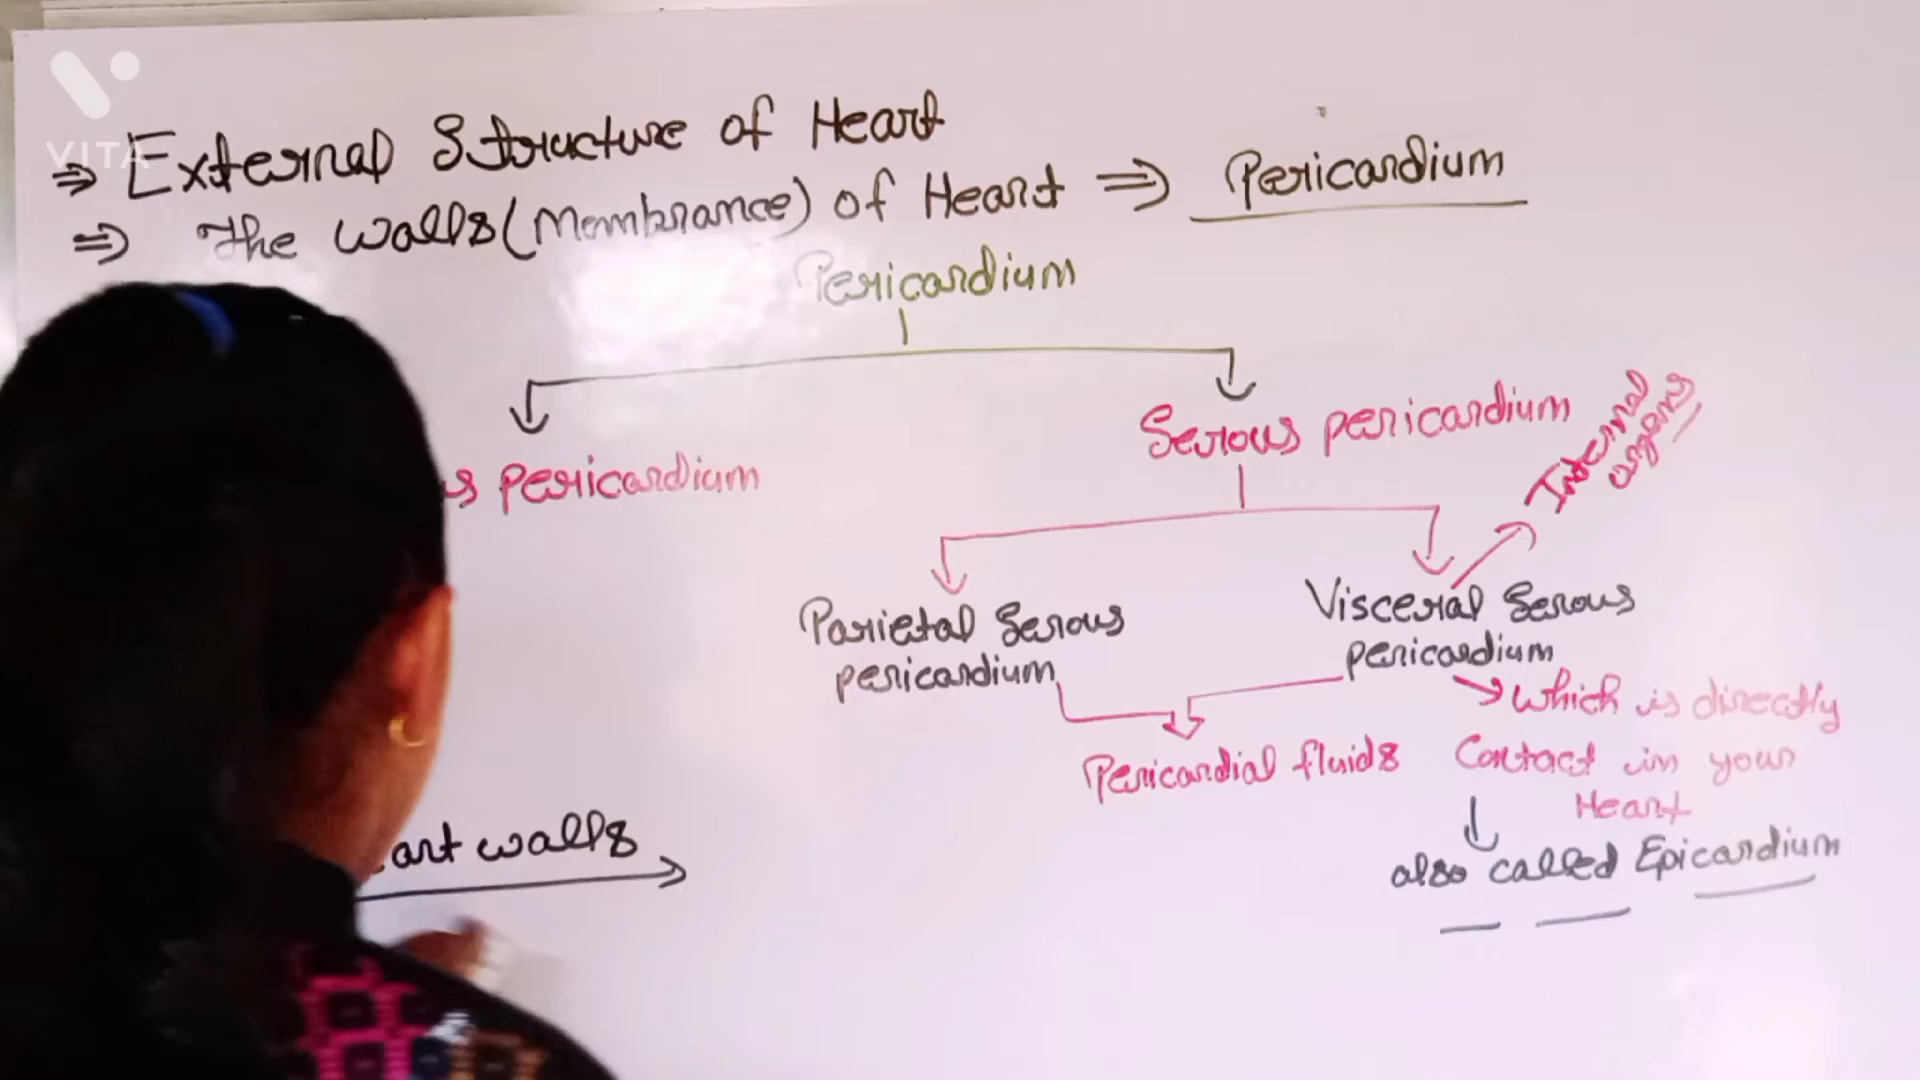 VITA
⇒ External Structure of Heart
⇒ The walls (Membrance) of Heart ⇒ Pericardium
Pericardium
Serous pericardium
Internal
organs
pericardium
Parietal Serous
pericardium
Visceral Serous
pericardium
→ which is directly
Contact in your
Heart
Pericardial fluids
also called Epicardium
walls